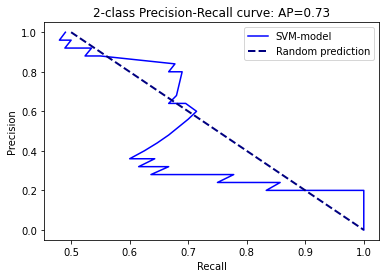 2-class Precision-Recall curve: AP=0.73
SVM-model
Random prediction
Precision
1.0
0.8
0.6
0.4
0.2
0.0
0.5 0.6 0.7 0.8 0.9 1.0
Recall